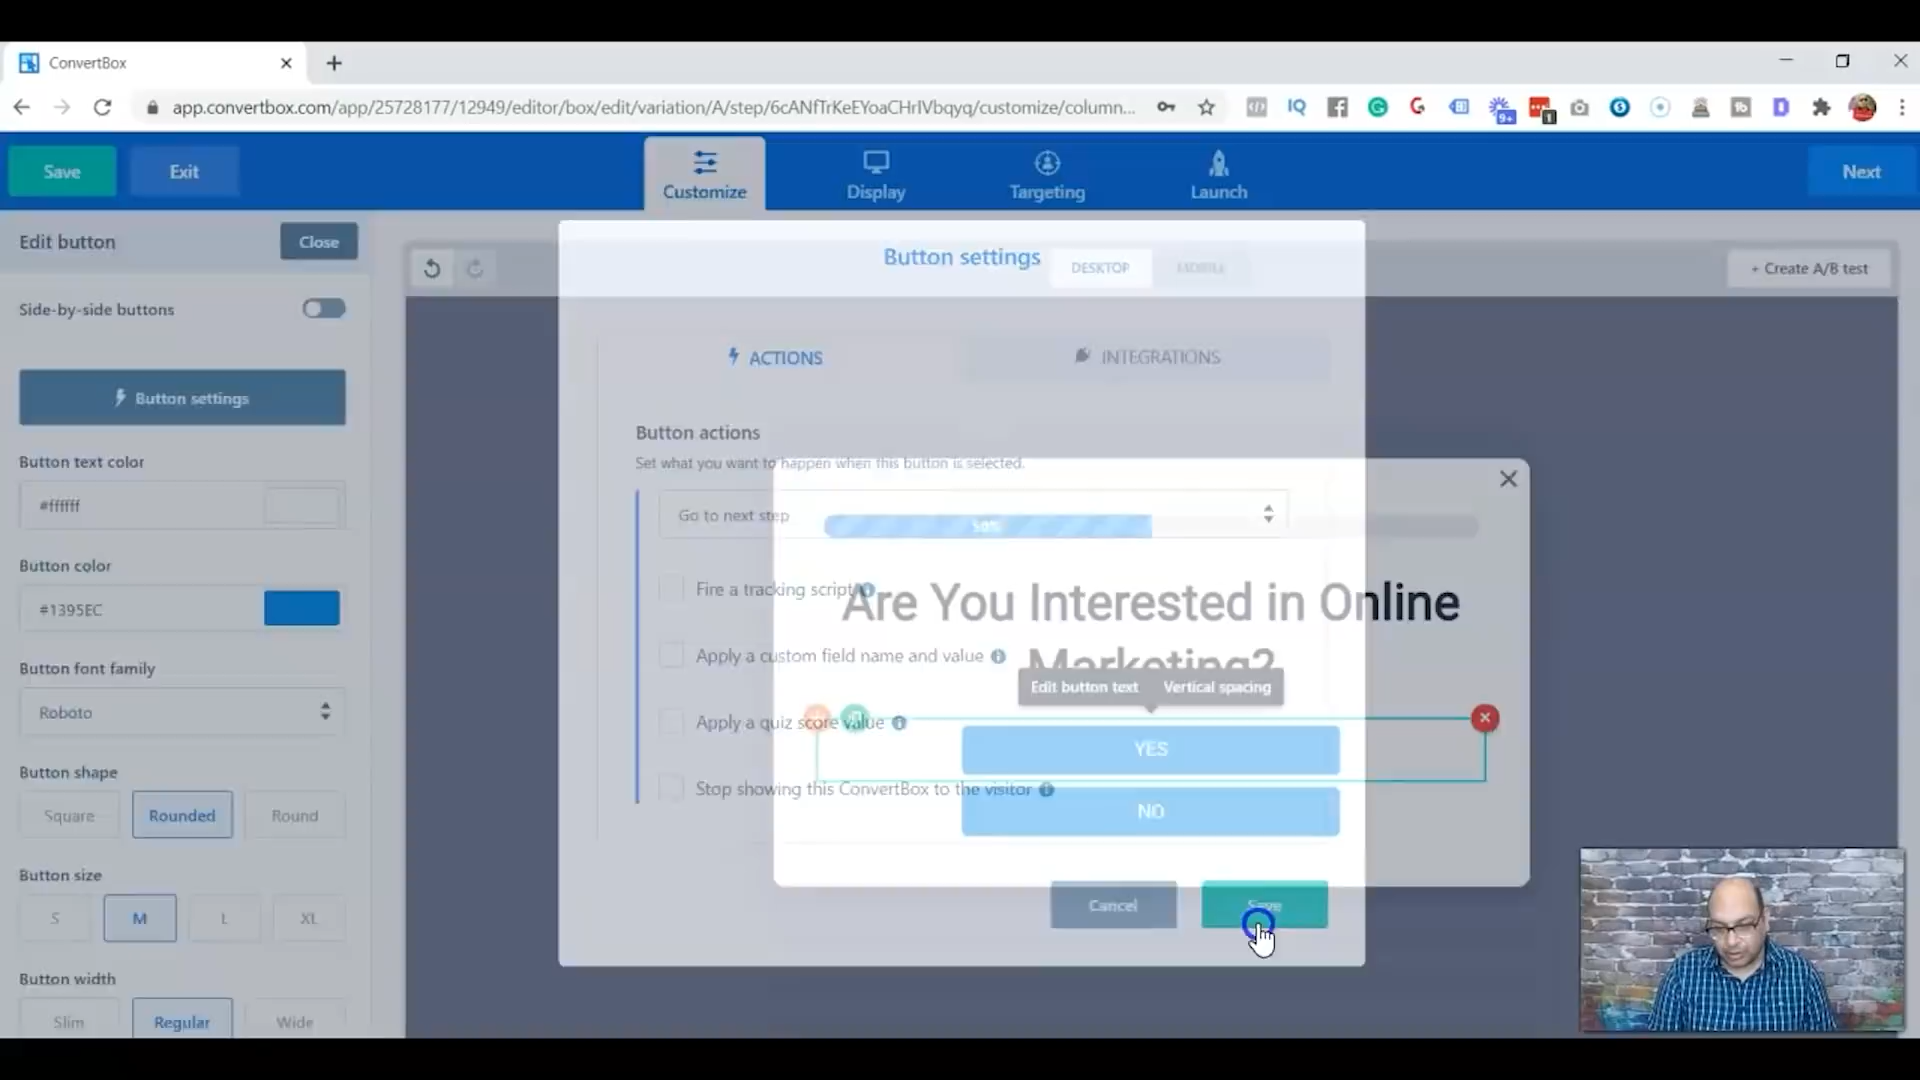 ConvertBox
app.convertbox.com/app/25728177/12949/editor/box/edit/variation/A/step/6cANfTrKeEYoaCHrIVbqyq/customize/column...
Save
Exit
Customize
Display
Targeting
Launch
Next
Edit button
Close
Button settings
DESKTOP
MOBILE
+ Create A/B test
Side-by-side buttons
ACTIONS
INTEGRATIONS
Button settings
Button actions
Set what you want to happen when this button is selected.
Button text color
#ffffff
Go to next step
50%
Button color
#1395EC
Fire a tracking script
Are You Interested in Online
Marketing?
Apply a custom field name and value
Edit button text
Vertical spacing
Button font family
Roboto
Apply a quiz score value
YES
Button shape
Square
Rounded
Round
Stop showing this ConvertBox to the visitor
NO
Button size
S
M
L
XL
Cancel
Save
Button width
Slim
Regular
Wide